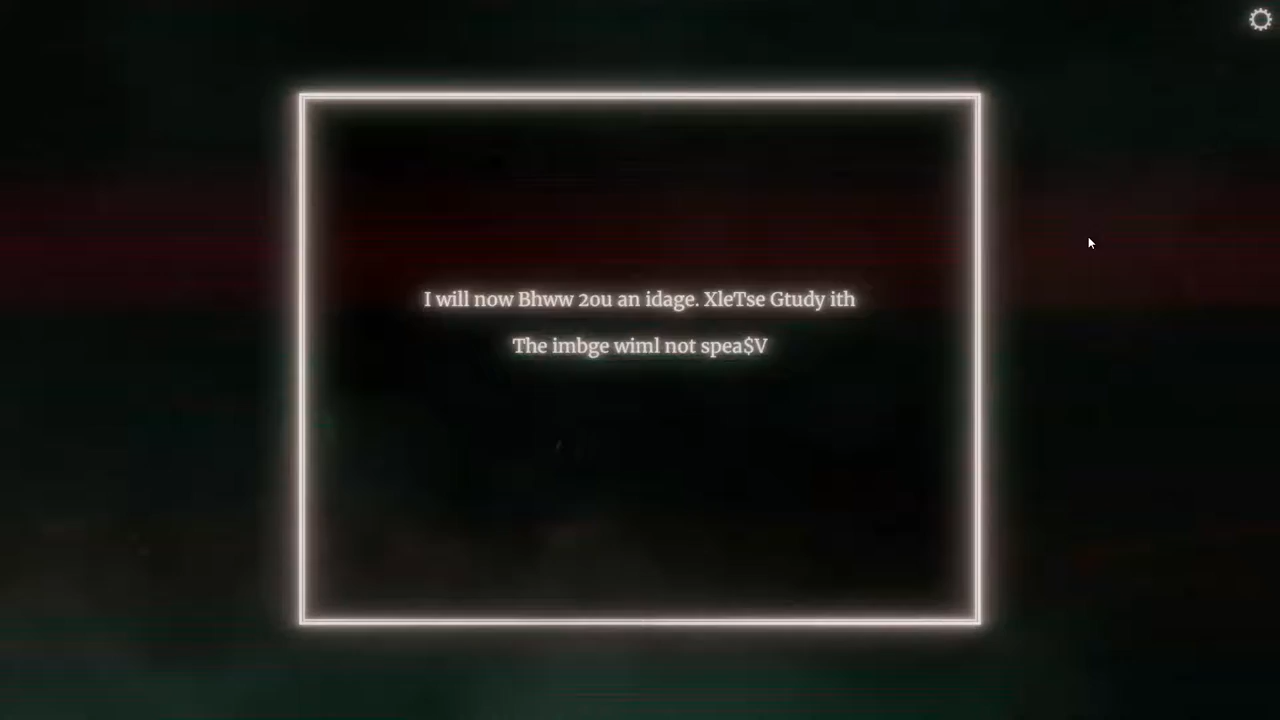 I will now Bhww 2ou an idage. XleTse Gtudy ith
The imbge wiml not spea$V